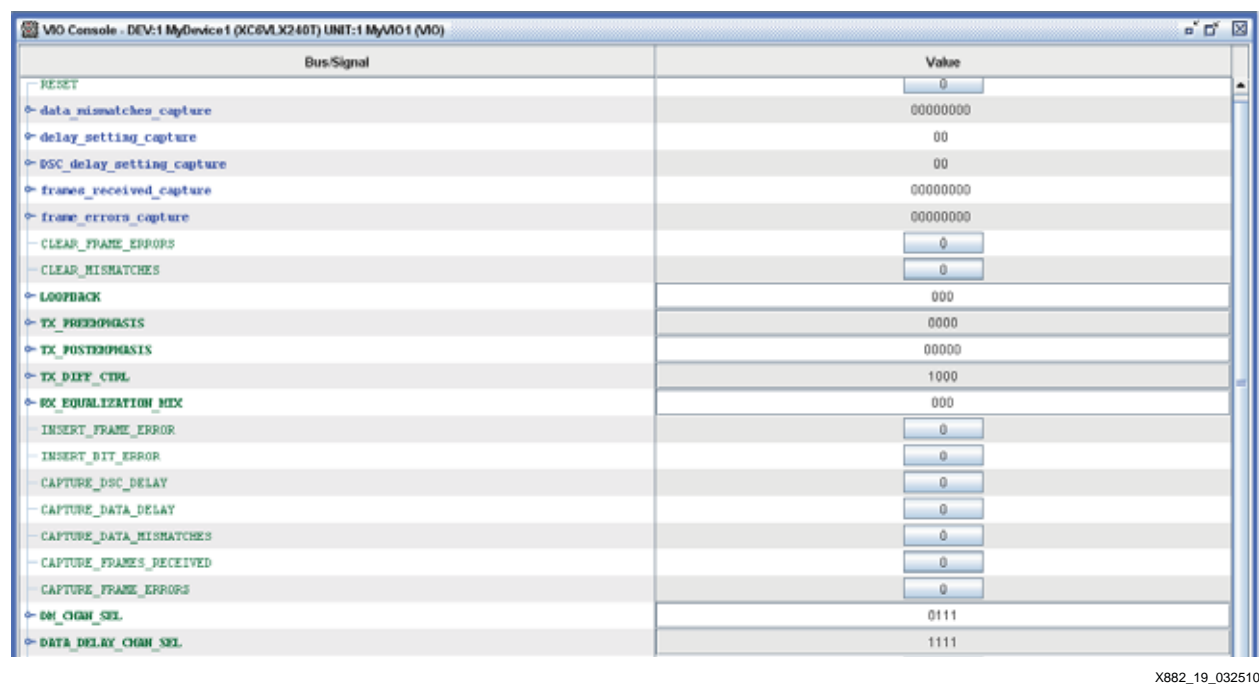 VIO Console - DEV:1 MyDevice1 (XC6VLX240T) UNIT:1 MyVIO1 (VIO)
Bus/Signal Value
RESET 0
data_mismatches_capture 00000000
delay_setting_capture 00
DSC_delay_setting_capture 00
frames_received_capture 00000000
frame_errors_capture 00000000
CLEAR_FRAME_ERRORS 0
CLEAR_MISMATCHES 0
LOOPBACK 000
TX_PREEMPHASIS 0000
TX_POSTEMPHASIS 00000
TX_DIFF_CTRL 1000
RX_EQUALIZATION_MIX 000
INSERT_FRAME_ERROR 0
INSERT_BIT_ERROR 0
CAPTURE_DSC_DELAY 0
CAPTURE_DATA_DELAY 0
CAPTURE_DATA_MISMATCHES 0
CAPTURE_FRAMES_RECEIVED 0
CAPTURE_FRAME_ERRORS 0
DM_CHAN_SEL 0111
DATA_DELAY_CHAN_SEL 1111
X882_19_032510